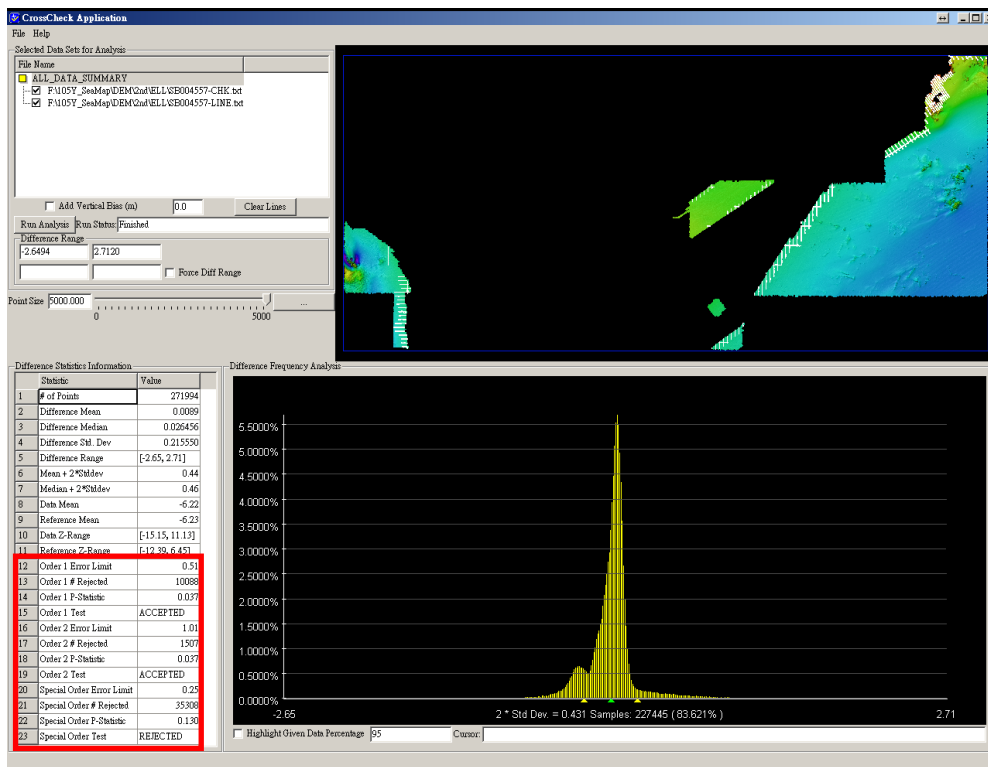 CrossCheck Application
File Help
Selected Data Sets for Analysis
File Name
ALL_DATA_SUMMARY
F:\105Y_SeaMap\DEM\2nd\ELL\SB004557-CHK.txt
F:\105Y_SeaMap\DEM\2nd\ELL\SB004557-LINE.txt
Add Vertical Bias (m) 0.0 Clear Lines
Run Analysis Run Status: Finished
Difference Range
-2.6494 2.7120
Force Diff Range
Point Size 5000.000 ...
0 5000
Difference Statistics Information
Statistic Value
1 # of Points 271994
2 Difference Mean 0.0089
3 Difference Median 0.026456
4 Difference Std. Dev 0.215550
5 Difference Range [-2.65, 2.71]
6 Mean + 2*Stddev 0.44
7 Median + 2*Stddev 0.46
8 Data Mean -6.22
9 Reference Mean -6.23
10 Data Z-Range [-15.15, 11.13]
11 Reference Z-Range [-12.39, 6.45]
12 Order 1 Error Limit 0.51
13 Order 1 # Rejected 10088
14 Order 1 P-Statistic 0.037
15 Order 1 Test ACCEPTED
16 Order 2 Error Limit 1.01
17 Order 2 # Rejected 1507
18 Order 2 P-Statistic 0.037
19 Order 2 Test ACCEPTED
20 Special Order Error Limit 0.25
21 Special Order # Rejected 35308
22 Special Order P-Statistic 0.130
23 Special Order Test REJECTED
Difference Frequency Analysis
5.5000%
5.0000%
4.5000%
4.0000%
3.5000%
3.0000%
2.5000%
2.0000%
1.5000%
1.0000%
0.5000%
0.0000%
-2.65 2 * Std Dev. = 0.431 Samples: 227445 ( 83.621% ) 2.71
Highlight Given Data Percentage 95 Cursor: